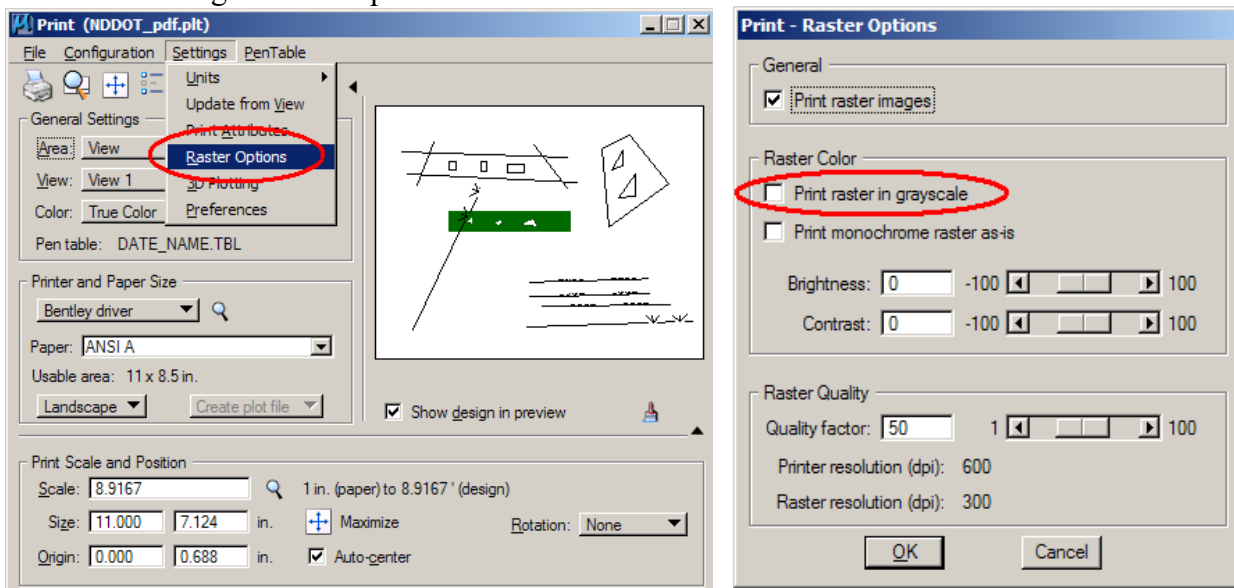 Print (NDDOT_pdf.plt)
File Configuration Settings PenTable
Units
Update from View
Print Attributes
Raster Options
3D Plotting
Preferences
General Settings
Area: View
View: View 1
Color: True Color
Pen table: DATE_NAME.TBL
Printer and Paper Size
Bentley driver
Paper: ANSI A
Usable area: 11 x 8.5 in.
Landscape Create plot file
Show design in preview
Print Scale and Position
Scale: 8.9167 1 in. (paper) to 8.9167 ' (design)
Size: 11.000 7.124 in. Maximize Rotation: None
Origin: 0.000 0.688 in. Auto-center
Print - Raster Options
General
Print raster images
Raster Color
Print raster in grayscale
Print monochrome raster as-is
Brightness: 0 -100 100
Contrast: 0 -100 100
Raster Quality
Quality factor: 50 1 100
Printer resolution (dpi): 600
Raster resolution (dpi): 300
OK Cancel